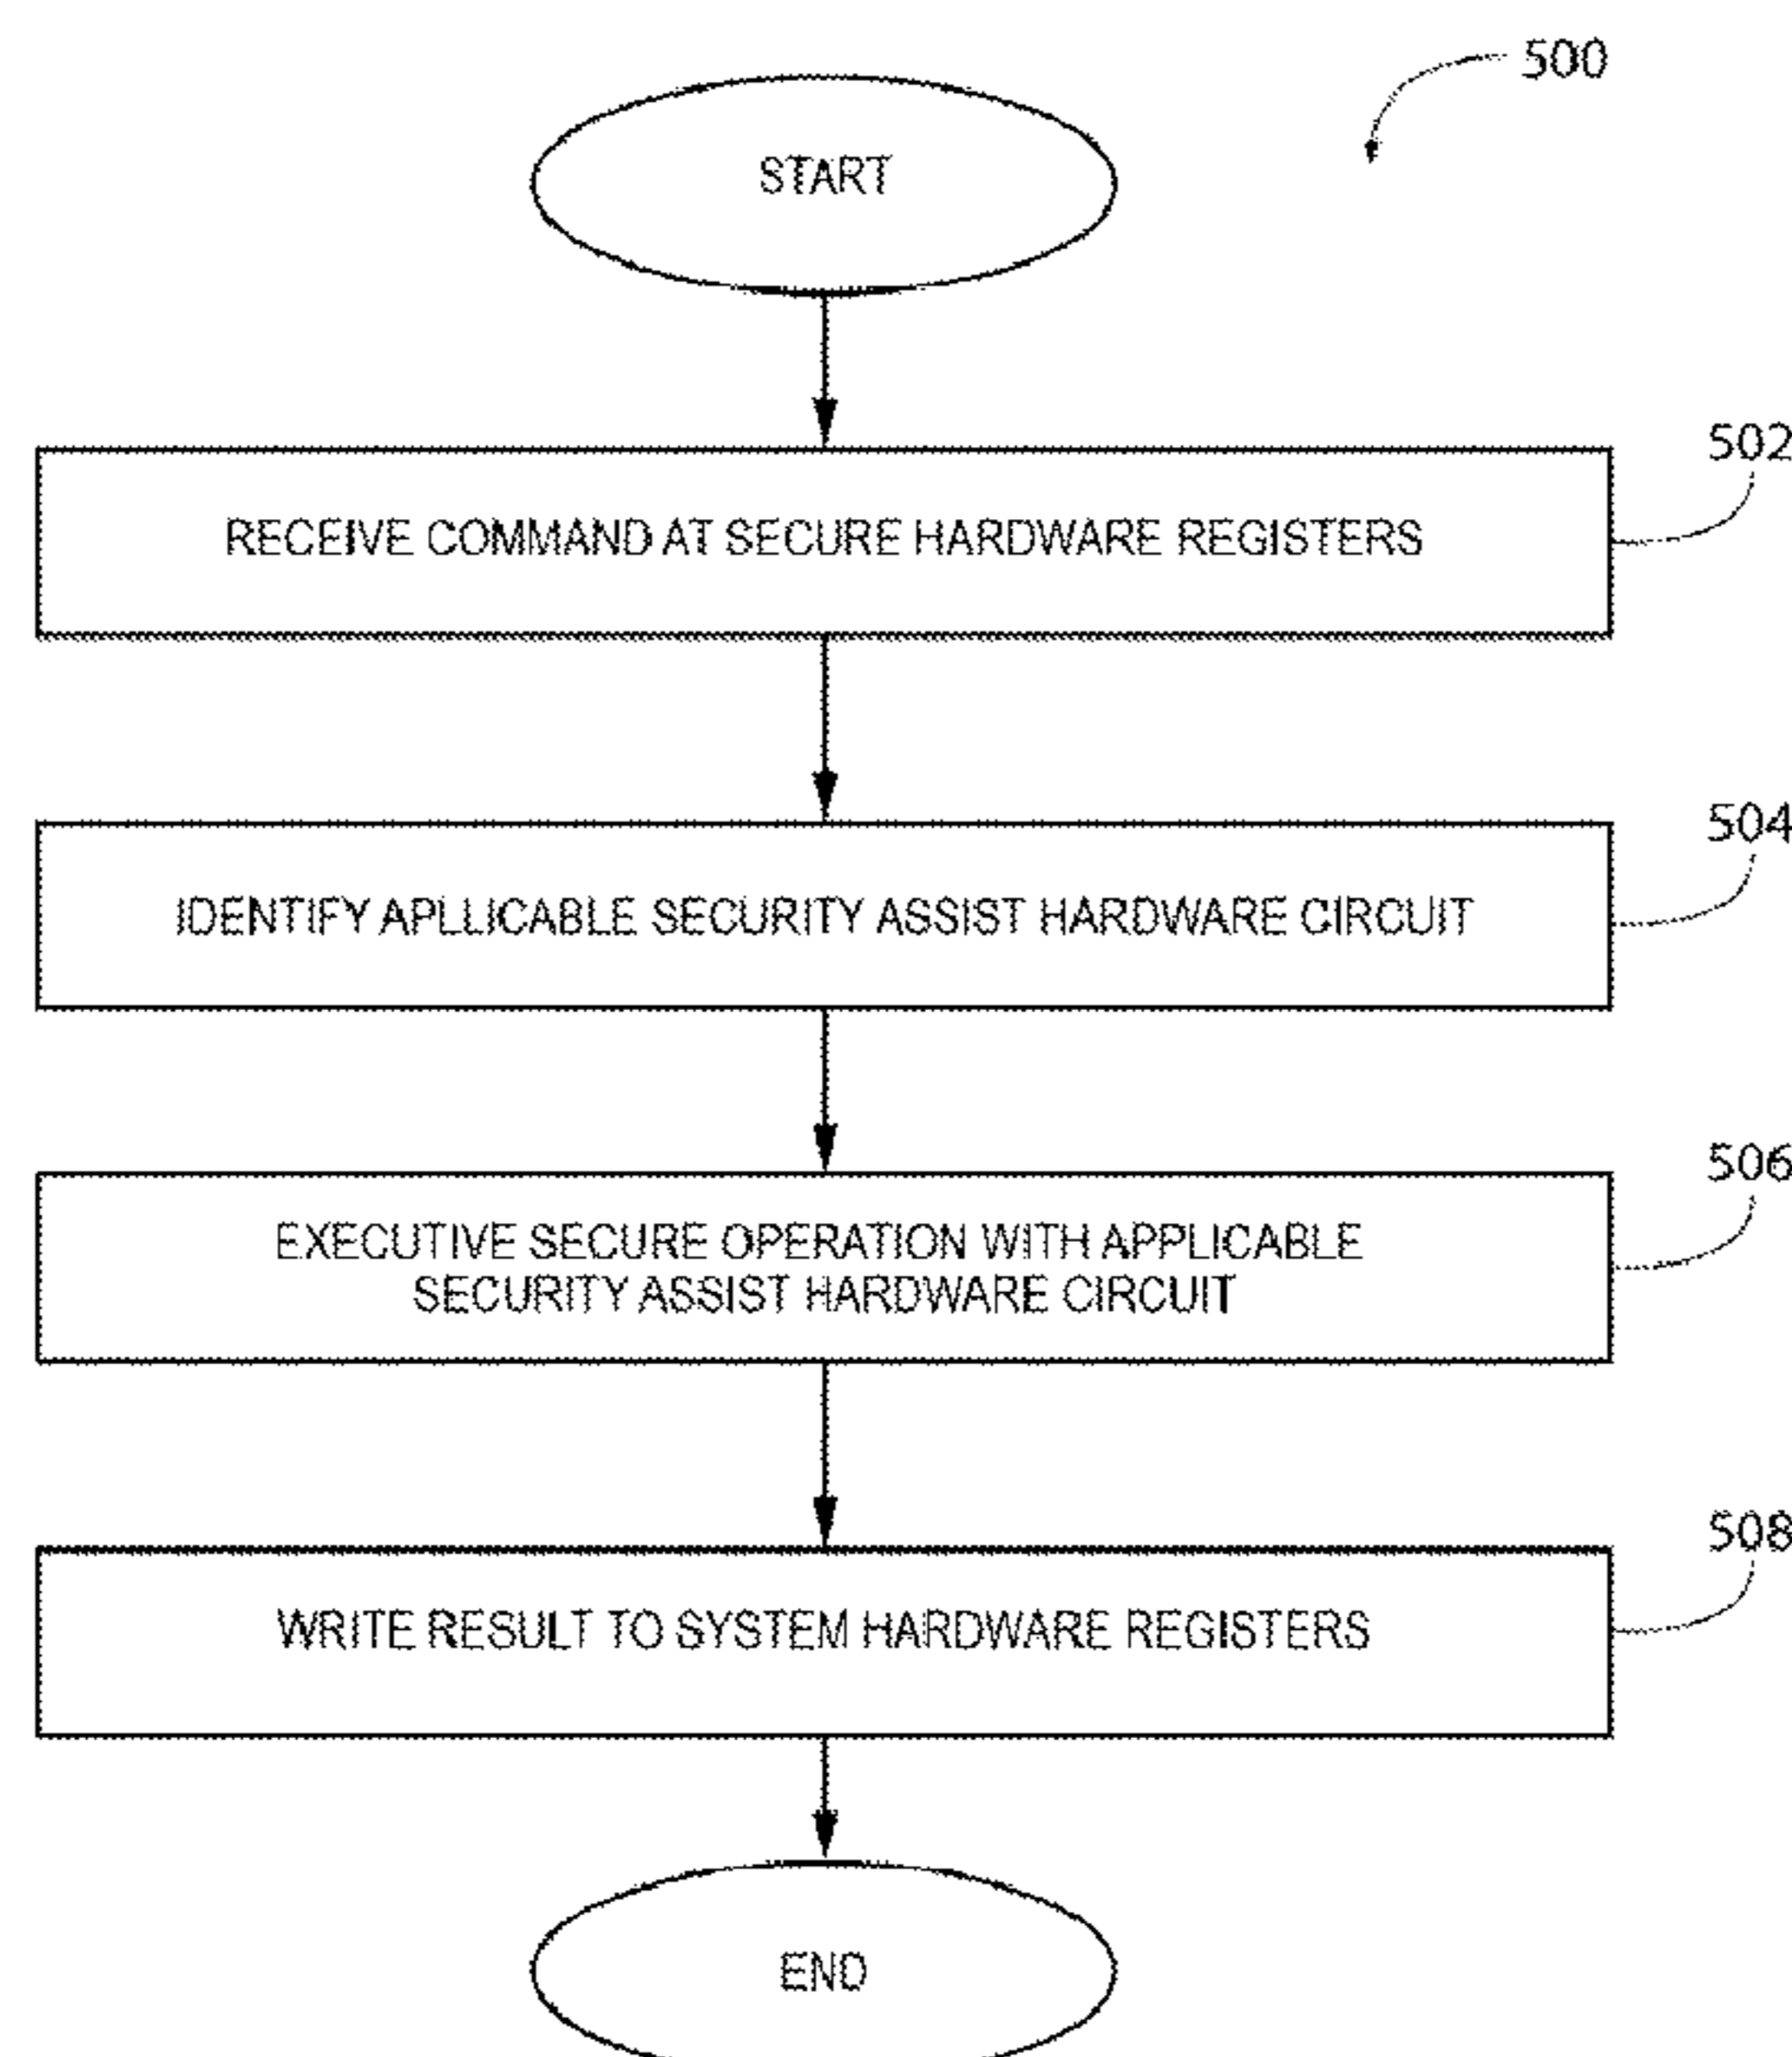 500
START
502
RECEIVE COMMAND AT SECURE HARDWARE REGISTERS
504
IDENTIFY APLLICABLE SECURITY ASSIST HARDWARE CIRCUIT
506
EXECUTIVE SECURE OPERATION WITH APPLICABLE
SECURITY ASSIST HARDWARE CIRCUIT
508
WRITE RESULT TO SYSTEM HARDWARE REGISTERS
END